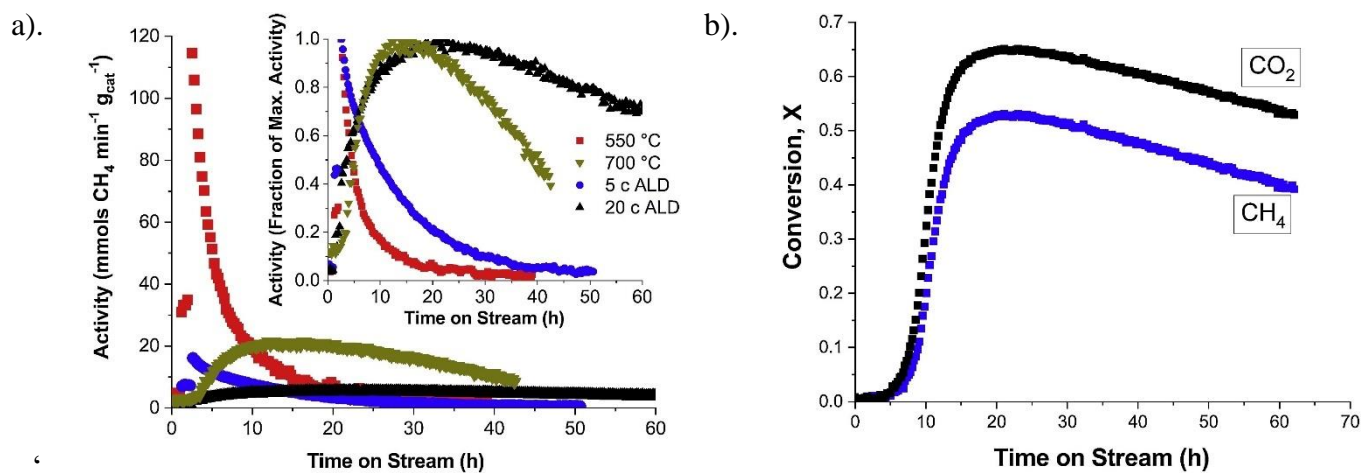 a).
Activity (mmols CH4 min⁻¹ gcat⁻¹)
120
100
80
60
40
20
0
0 10 20 30 40 50 60
Time on Stream (h)
Activity (Fraction of Max. Activity)
1.0
0.8
0.6
0.4
0.2
0.0
0 10 20 30 40 50 60
Time on Stream (h)
550 °C
700 °C
5 c ALD
20 c ALD
‘
b).
Conversion, X
0.8
0.7
0.6
0.5
0.4
0.3
0.2
0.1
0.0
0 10 20 30 40 50 60 70
Time on Stream (h)
CO₂
CH₄